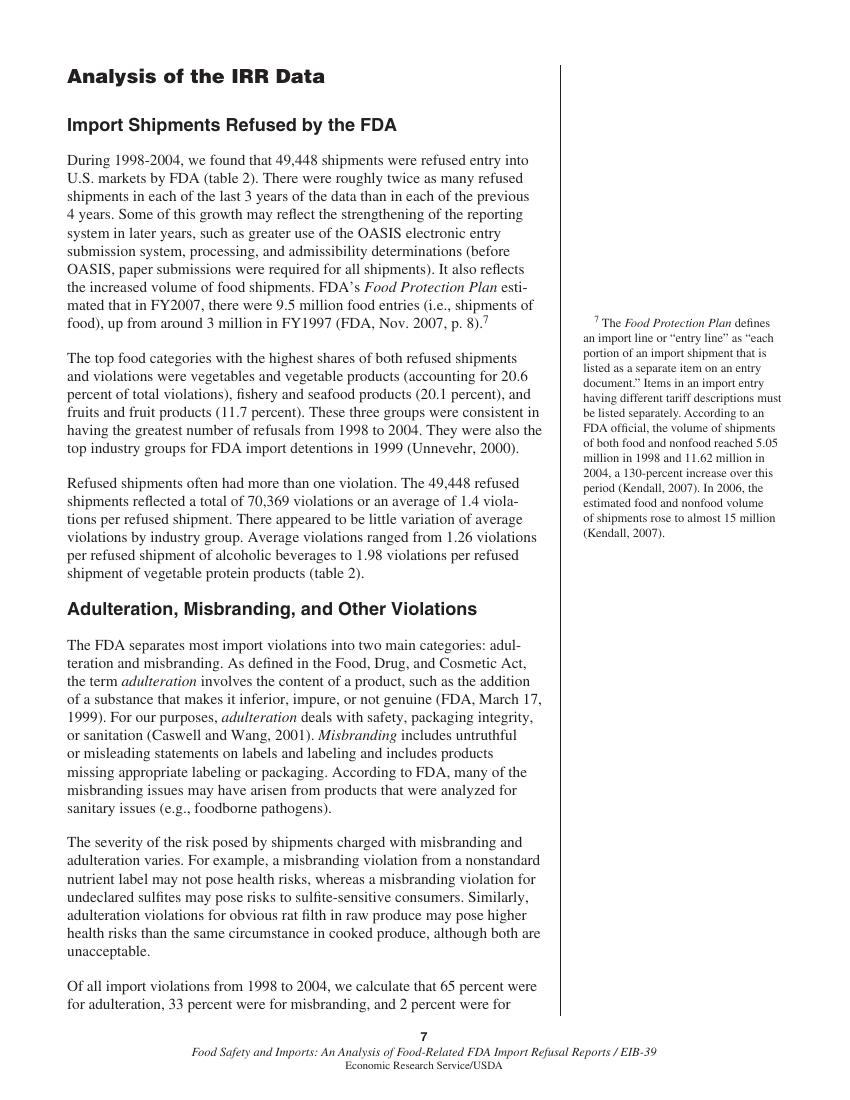 Analysis of the IRR Data
Import Shipments Refused by the FDA
During 1998-2004, we found that 49,448 shipments were refused entry into
U.S. markets by FDA (table 2). There were roughly twice as many refused
shipments in each of the last 3 years of the data than in each of the previous
4 years. Some of this growth may reflect the strengthening of the reporting
system in later years, such as greater use of the OASIS electronic entry
submission system, processing, and admissibility determinations (before
OASIS, paper submissions were required for all shipments). It also reflects
the increased volume of food shipments. FDA’s Food Protection Plan esti-
mated that in FY2007, there were 9.5 million food entries (i.e., shipments of
food), up from around 3 million in FY1997 (FDA, Nov. 2007, p. 8).7
The top food categories with the highest shares of both refused shipments
and violations were vegetables and vegetable products (accounting for 20.6
percent of total violations), fishery and seafood products (20.1 percent), and
fruits and fruit products (11.7 percent). These three groups were consistent in
having the greatest number of refusals from 1998 to 2004. They were also the
top industry groups for FDA import detentions in 1999 (Unnevehr, 2000).
Refused shipments often had more than one violation. The 49,448 refused
shipments reflected a total of 70,369 violations or an average of 1.4 viola-
tions per refused shipment. There appeared to be little variation of average
violations by industry group. Average violations ranged from 1.26 violations
per refused shipment of alcoholic beverages to 1.98 violations per refused
shipment of vegetable protein products (table 2).
Adulteration, Misbranding, and Other Violations
The FDA separates most import violations into two main categories: adul-
teration and misbranding. As defined in the Food, Drug, and Cosmetic Act,
the term adulteration involves the content of a product, such as the addition
of a substance that makes it inferior, impure, or not genuine (FDA, March 17,
1999). For our purposes, adulteration deals with safety, packaging integrity,
or sanitation (Caswell and Wang, 2001). Misbranding includes untruthful
or misleading statements on labels and labeling and includes products
missing appropriate labeling or packaging. According to FDA, many of the
misbranding issues may have arisen from products that were analyzed for
sanitary issues (e.g., foodborne pathogens).
The severity of the risk posed by shipments charged with misbranding and
adulteration varies. For example, a misbranding violation from a nonstandard
nutrient label may not pose health risks, whereas a misbranding violation for
undeclared sulfites may pose risks to sulfite-sensitive consumers. Similarly,
adulteration violations for obvious rat filth in raw produce may pose higher
health risks than the same circumstance in cooked produce, although both are
unacceptable.
Of all import violations from 1998 to 2004, we calculate that 65 percent were
for adulteration, 33 percent were for misbranding, and 2 percent were for
7 The Food Protection Plan defines
an import line or “entry line” as “each
portion of an import shipment that is
listed as a separate item on an entry
document.” Items in an import entry
having different tariff descriptions must
be listed separately. According to an
FDA official, the volume of shipments
of both food and nonfood reached 5.05
million in 1998 and 11.62 million in
2004, a 130-percent increase over this
period (Kendall, 2007). In 2006, the
estimated food and nonfood volume
of shipments rose to almost 15 million
(Kendall, 2007).
7
Food Safety and Imports: An Analysis of Food-Related FDA Import Refusal Reports / EIB-39
Economic Research Service/USDA